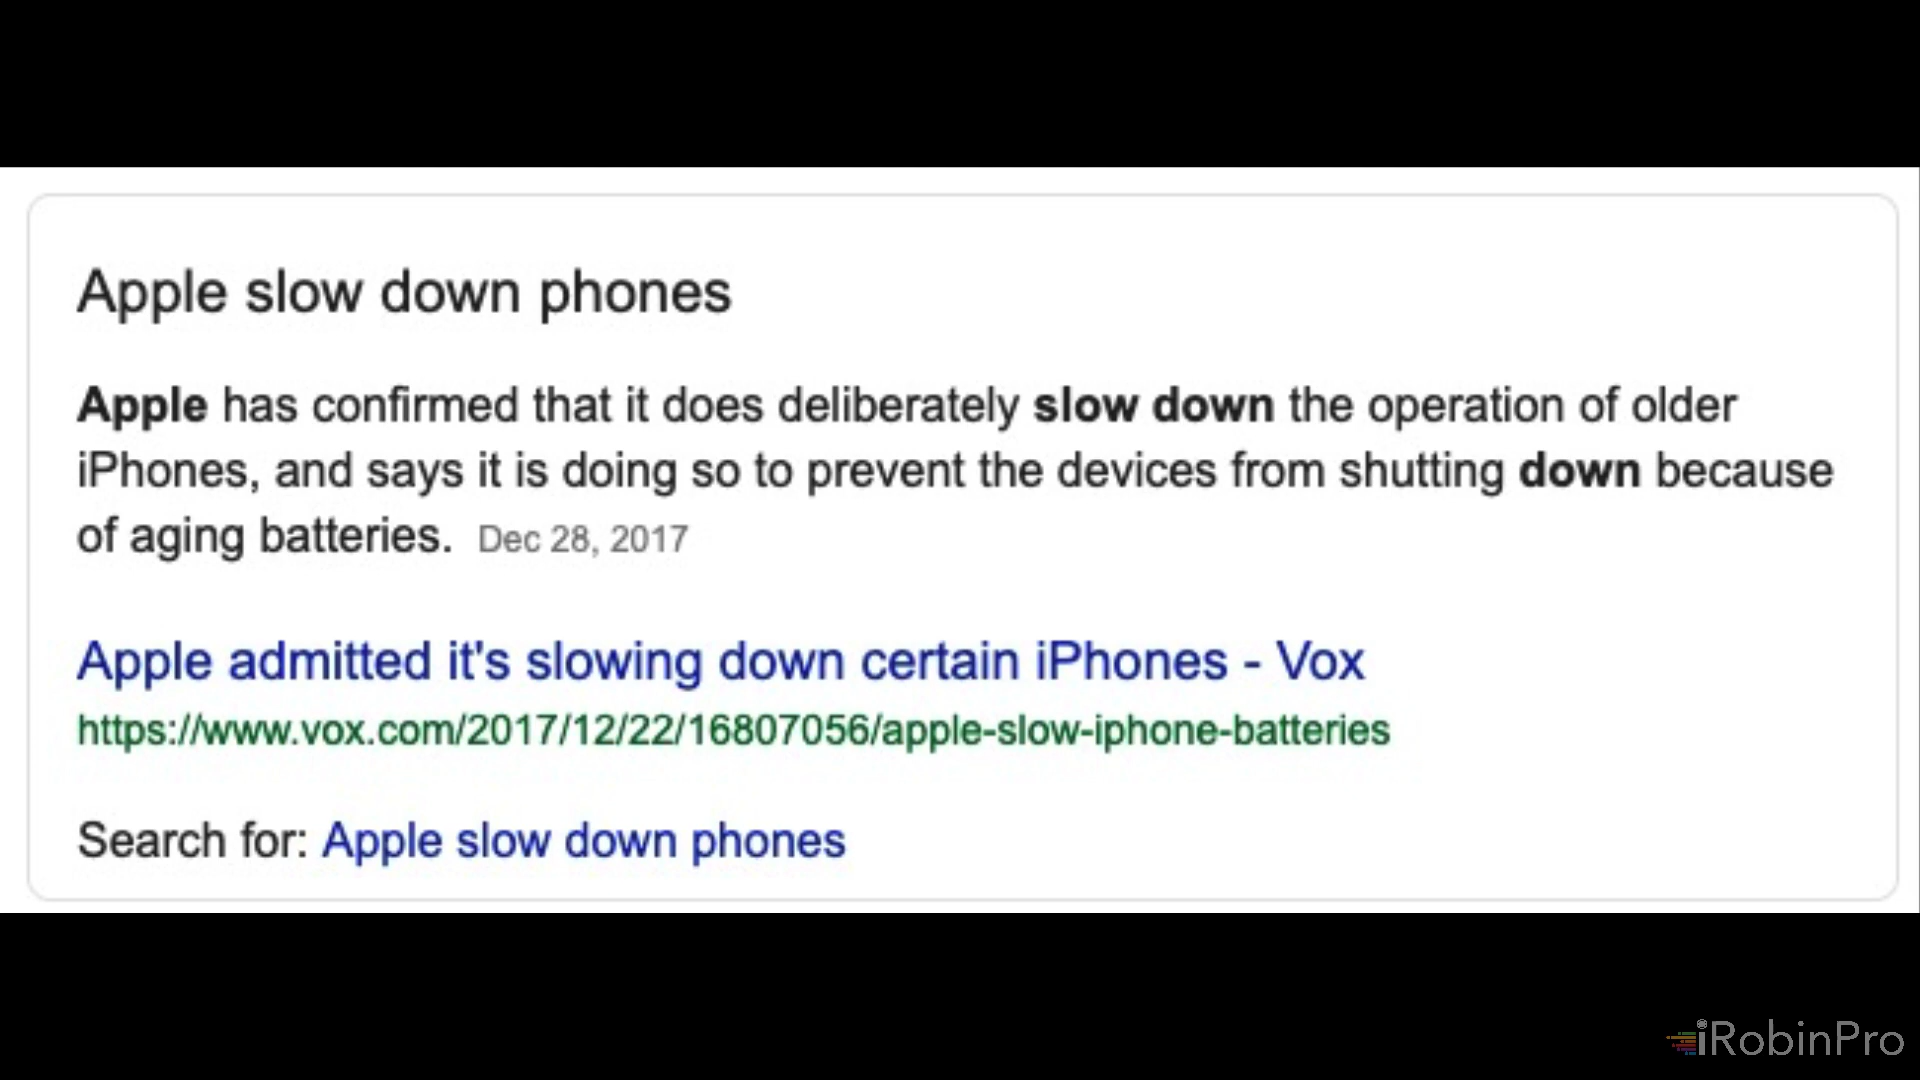 Apple slow down phones
Apple has confirmed that it does deliberately slow down the operation of older
iPhones, and says it is doing so to prevent the devices from shutting down because
of aging batteries. Dec 28, 2017
Apple admitted it's slowing down certain iPhones - Vox
https://www.vox.com/2017/12/22/16807056/apple-slow-iphone-batteries
Search for: Apple slow down phones
iRobinPro